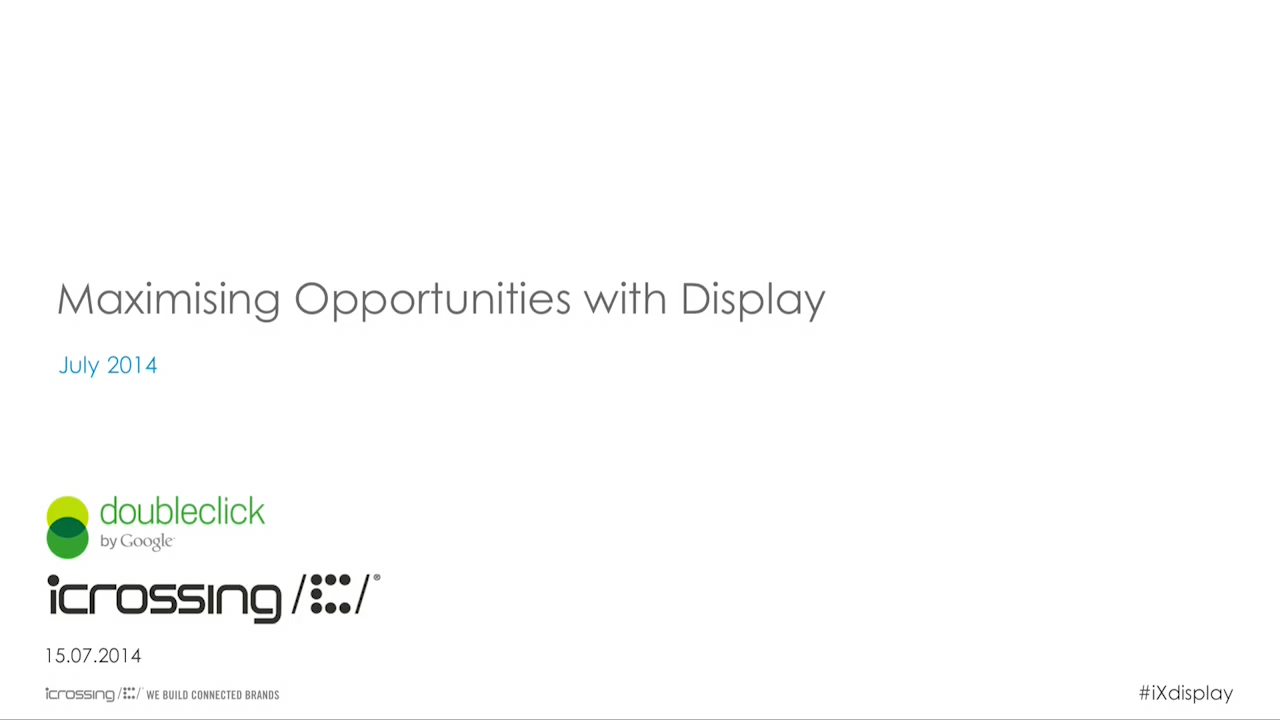 Maximising Opportunities with Display
July 2014
doubleclick
by Google
icrossing /C/®
15.07.2014
icrossing /C/ WE BUILD CONNECTED BRANDS
#iXdisplay